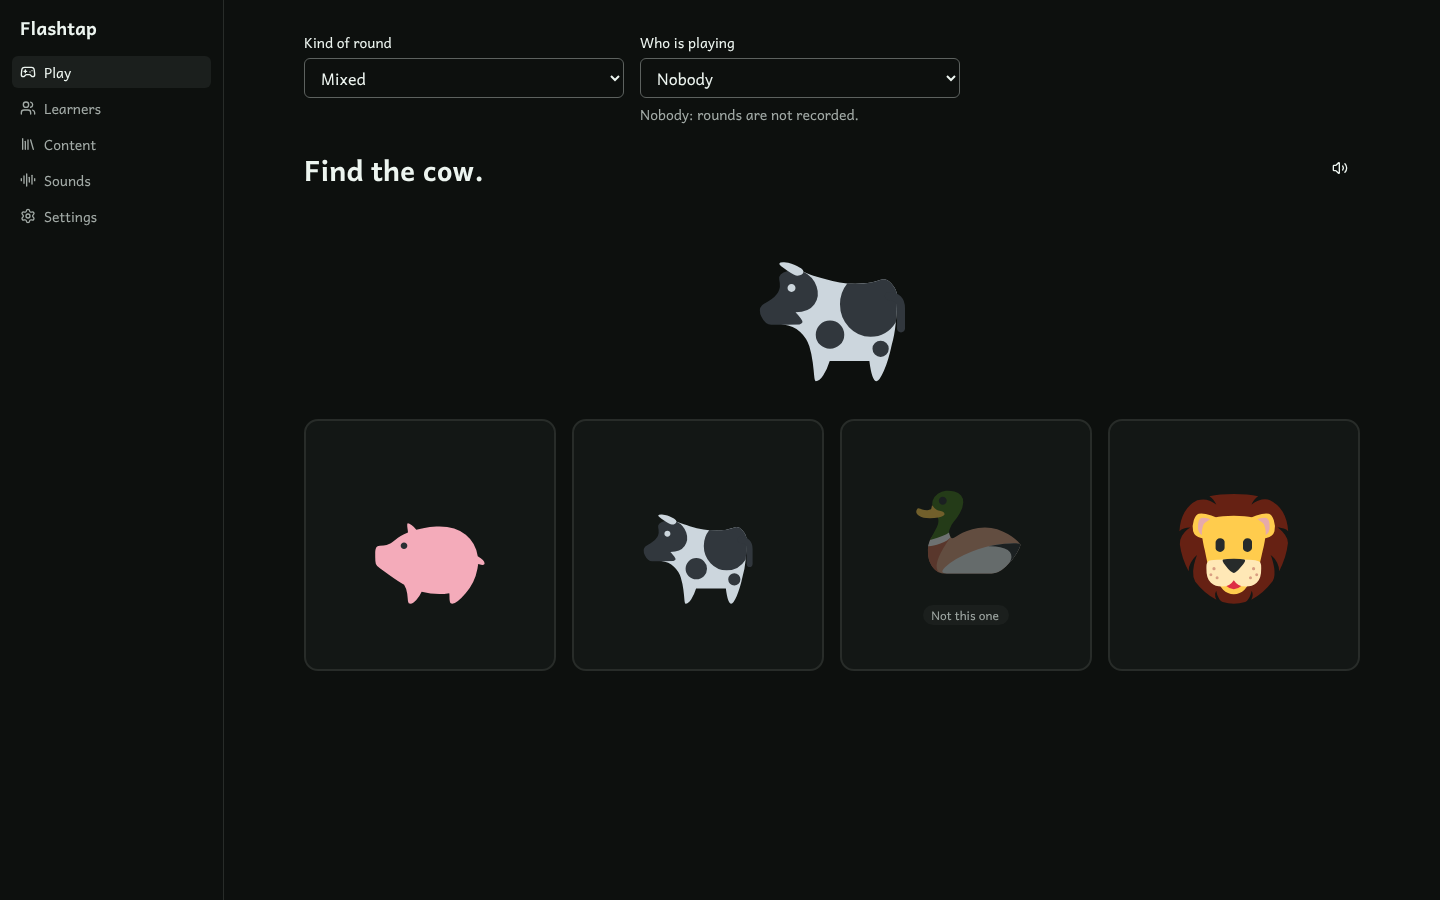 Flashtap
Play
Learners
Content
Sounds
Settings
Kind of round
Who is playing
Mixed
Nobody
Nobody: rounds are not recorded.
Find the cow.
Not this one